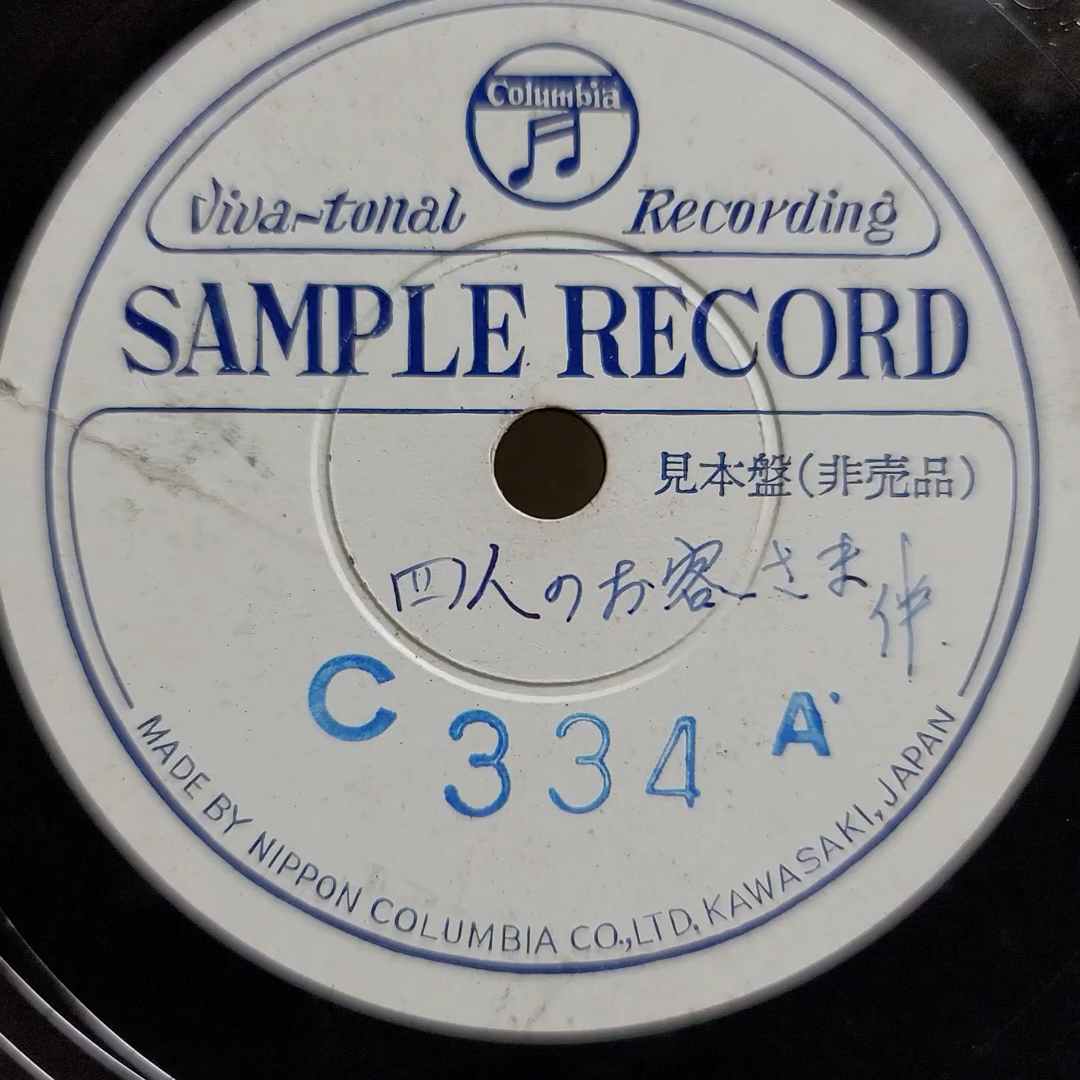 Columbia
Viva-tonal Recording
SAMPLE RECORD
見本盤(非売品)
四人のお客さま
C 334 A
MADE BY NIPPON COLUMBIA CO.,LTD, KAWASAKI, JAPAN